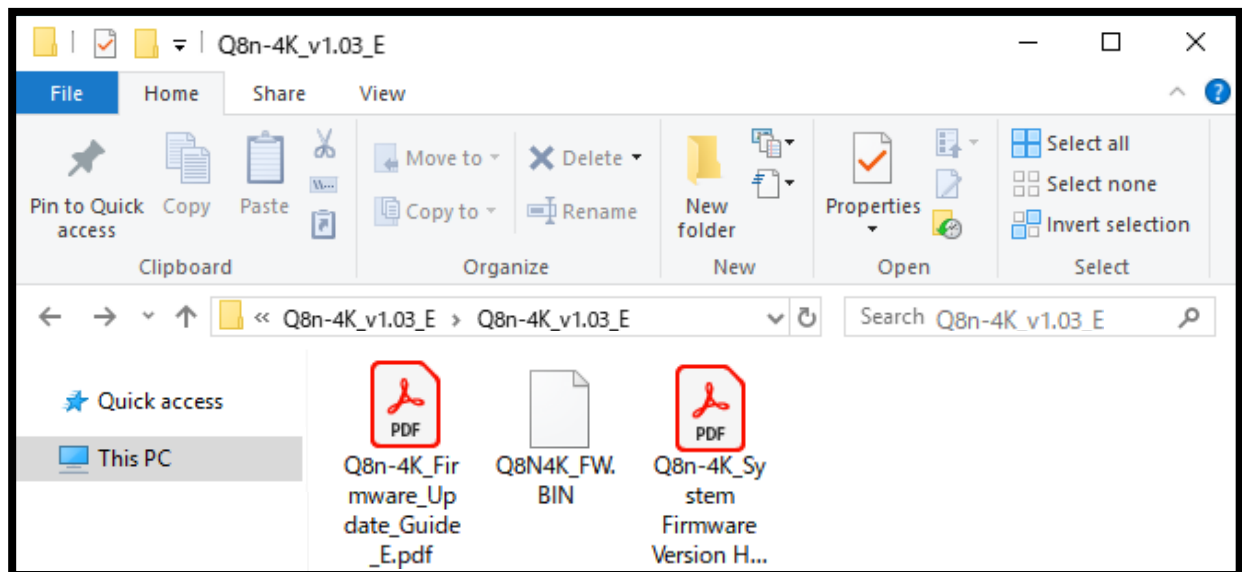 Q8n-4K_v1.03_E
File Home Share View
Pin to Quick
access
Copy
Paste
Move to
Copy to
Delete
Rename
New
folder
Properties
Select all
Select none
Invert selection
Clipboard Organize New Open Select
« Q8n-4K_v1.03_E > Q8n-4K_v1.03_E
Search Q8n-4K_v1.03_E
Quick access
This PC
PDF
Q8n-4K_Fir
mware_Up
date_Guide
_E.pdf
Q8N4K_FW.
BIN
PDF
Q8n-4K_Sy
stem
Firmware
Version H...